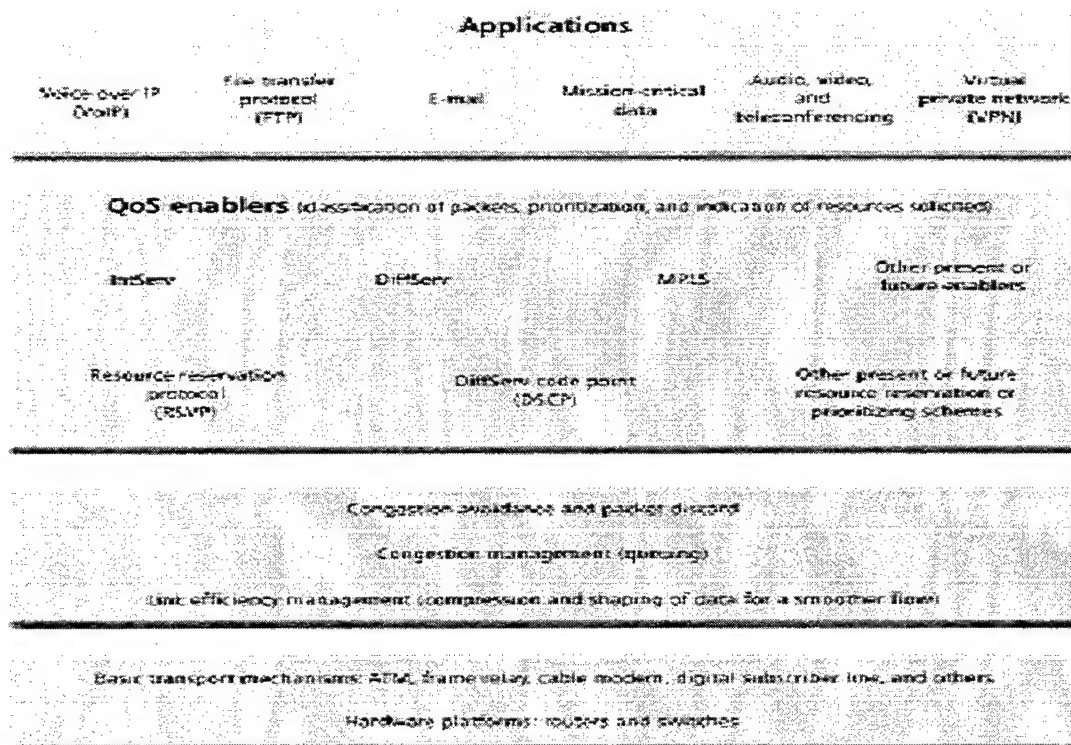 Applications
Voice over IP
(VoIP)
File transfer
protocol
(FTP)
E-mail
Mission-critical
data
Audio, video,
and
teleconferencing
Virtual
private network
(VPN)
QoS enablers (classification of packets, prioritization, and indication of resources solicited)
IntServ
DiffServ
MPLS
Other present or
future enablers
Resource reservation
protocol
(RSVP)
DiffServ code point
(DSCP)
Other present or future
resource reservation or
prioritizing schemes
Congestion avoidance and packet discard
Congestion management (queuing)
Link efficiency management (compression and shaping of data for a smoother flow)
Basic transport mechanisms: ATM, frame relay, cable modem, digital subscriber line, and others
Hardware platforms: routers and switches